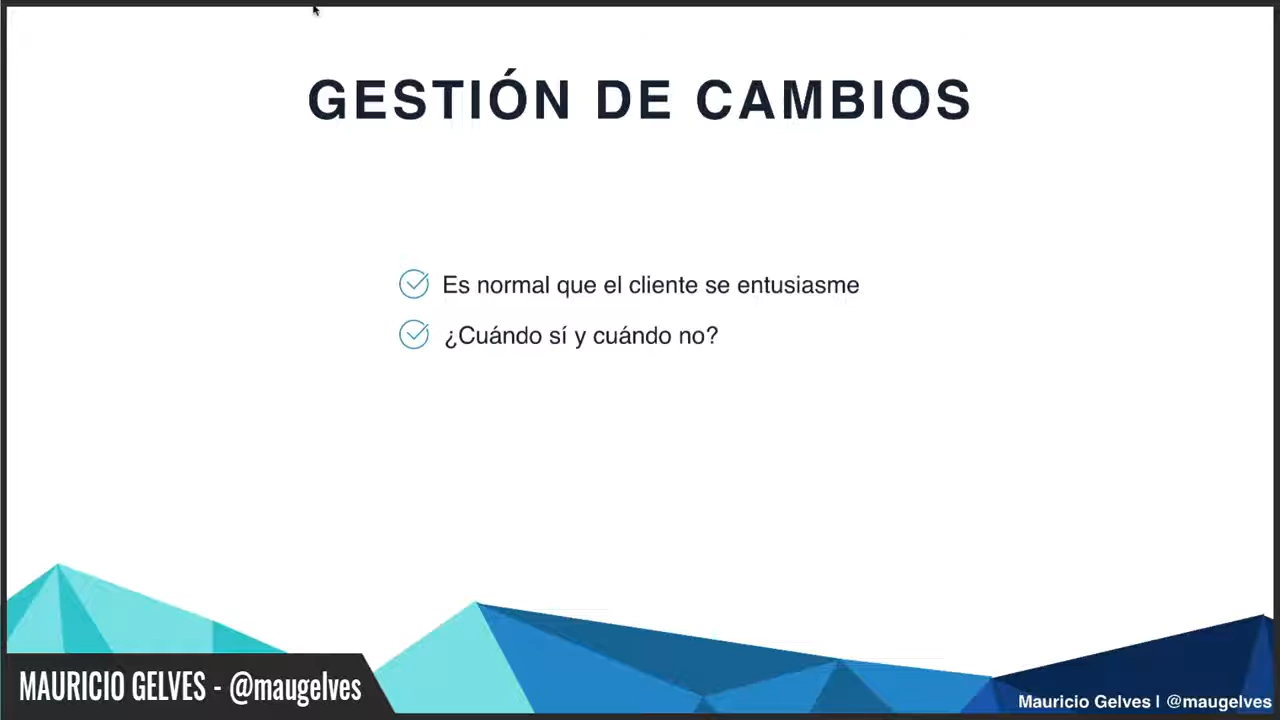 GESTIÓN DE CAMBIOS
Es normal que el cliente se entusiasme
¿Cuándo sí y cuándo no?
MAURICIO GELVES - @maugelves
Mauricio Gelves | @maugelves